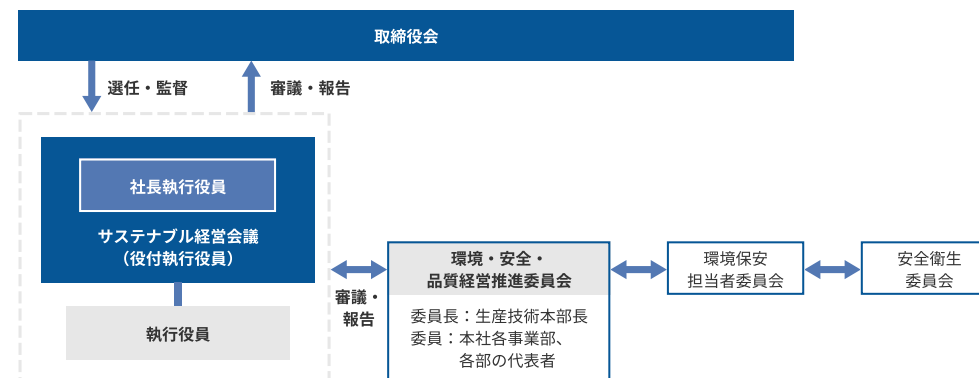 取締役会
選任・監督
審議・報告
社長執行役員
サステナブル経営会議
（役付執行役員）
執行役員
審議・
報告
環境・安全・
品質経営推進委員会
委員長：生産技術本部長
委員：本社各事業部、
各部の代表者
環境保安
担当者委員会
安全衛生
委員会